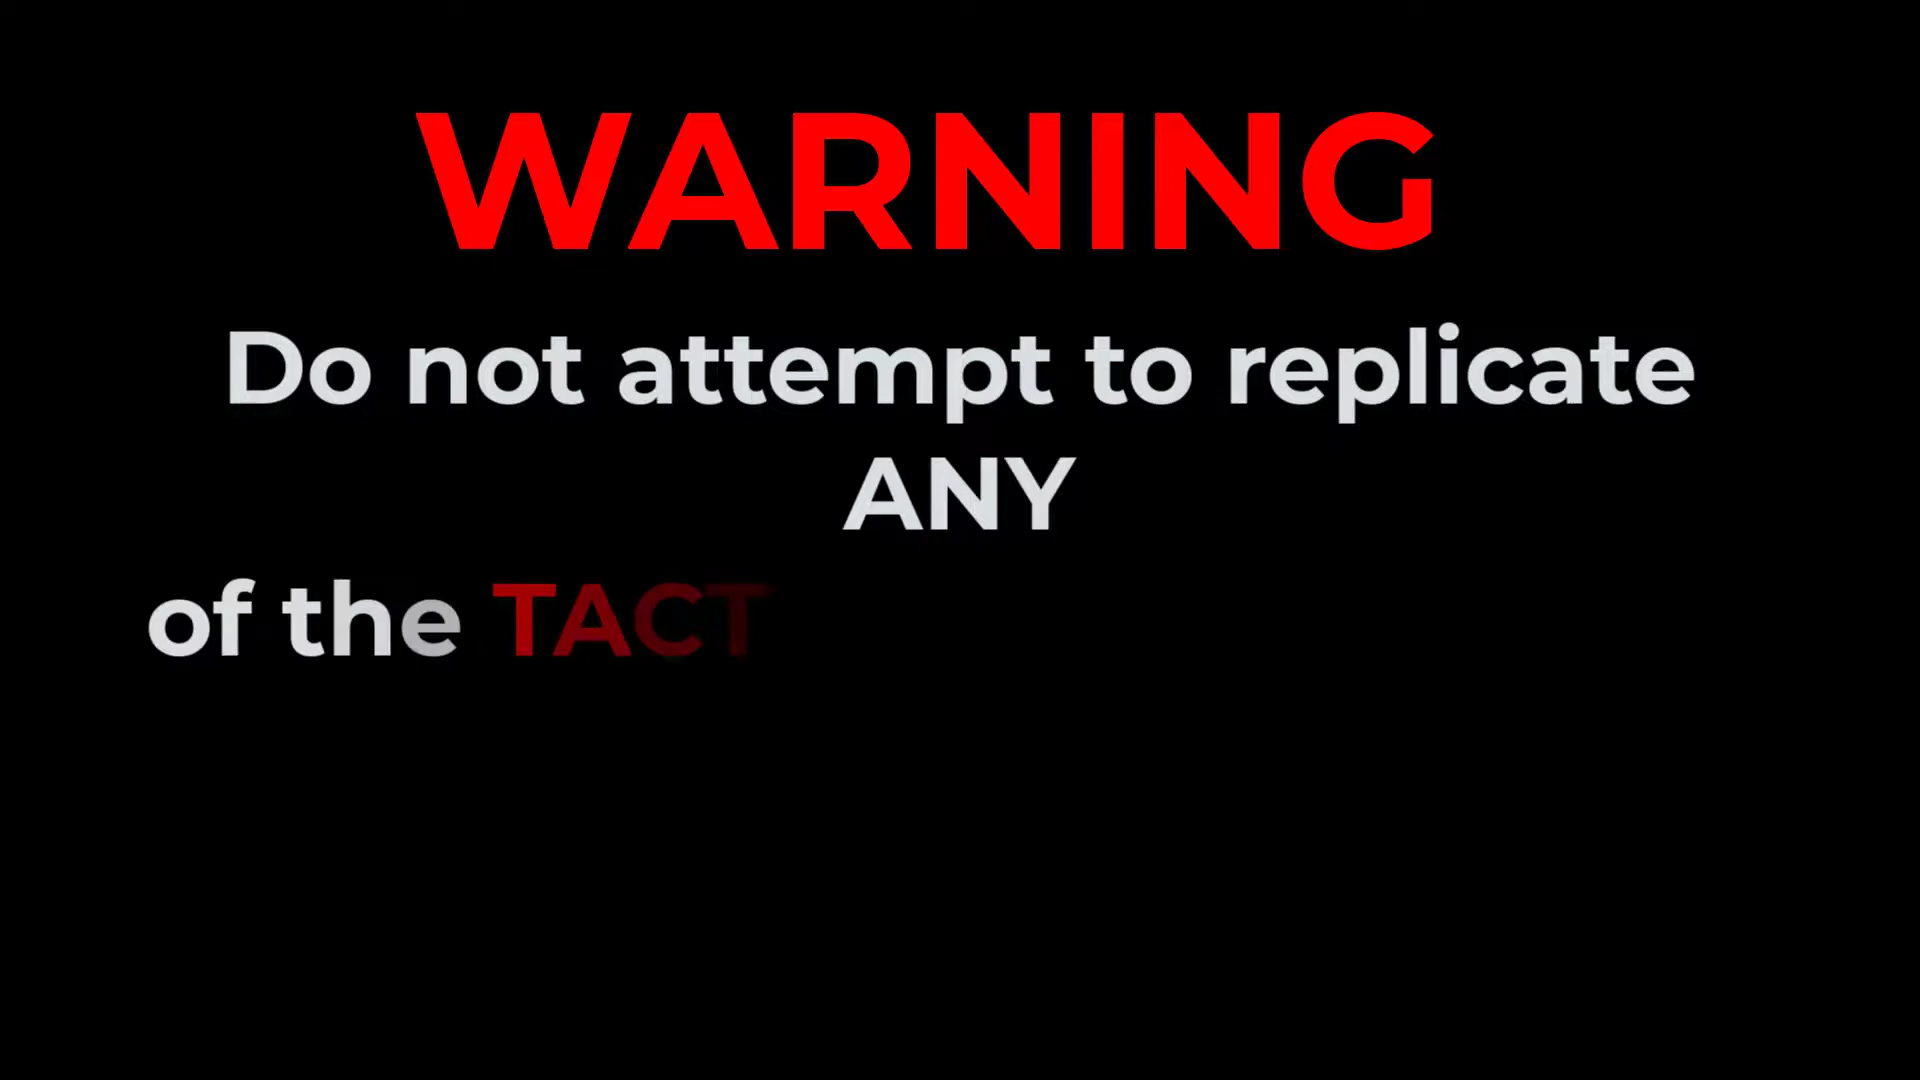 WARNING
Do not attempt to replicate
ANY
of the TACT